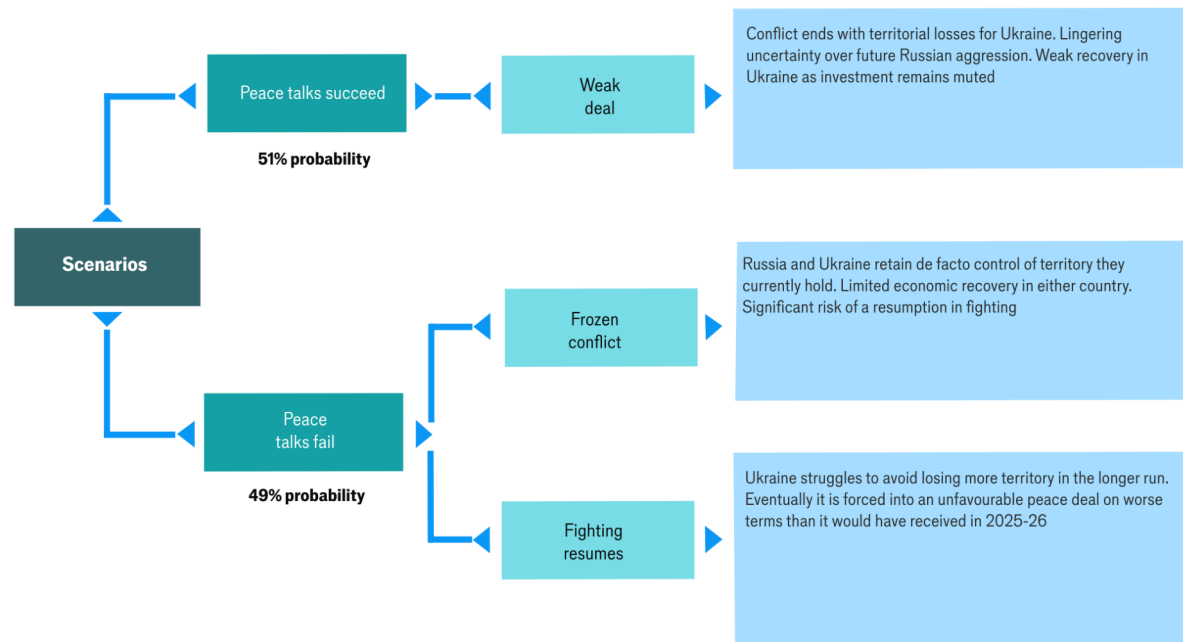 Scenarios
Peace talks succeed
51% probability
Weak
deal
Conflict ends with territorial losses for Ukraine. Lingering
uncertainty over future Russian aggression. Weak recovery in
Ukraine as investment remains muted
Peace
talks fail
49% probability
Frozen
conflict
Russia and Ukraine retain de facto control of territory they
currently hold. Limited economic recovery in either country.
Significant risk of a resumption in fighting
Fighting
resumes
Ukraine struggles to avoid losing more territory in the longer run.
Eventually it is forced into an unfavourable peace deal on worse
terms than it would have received in 2025-26